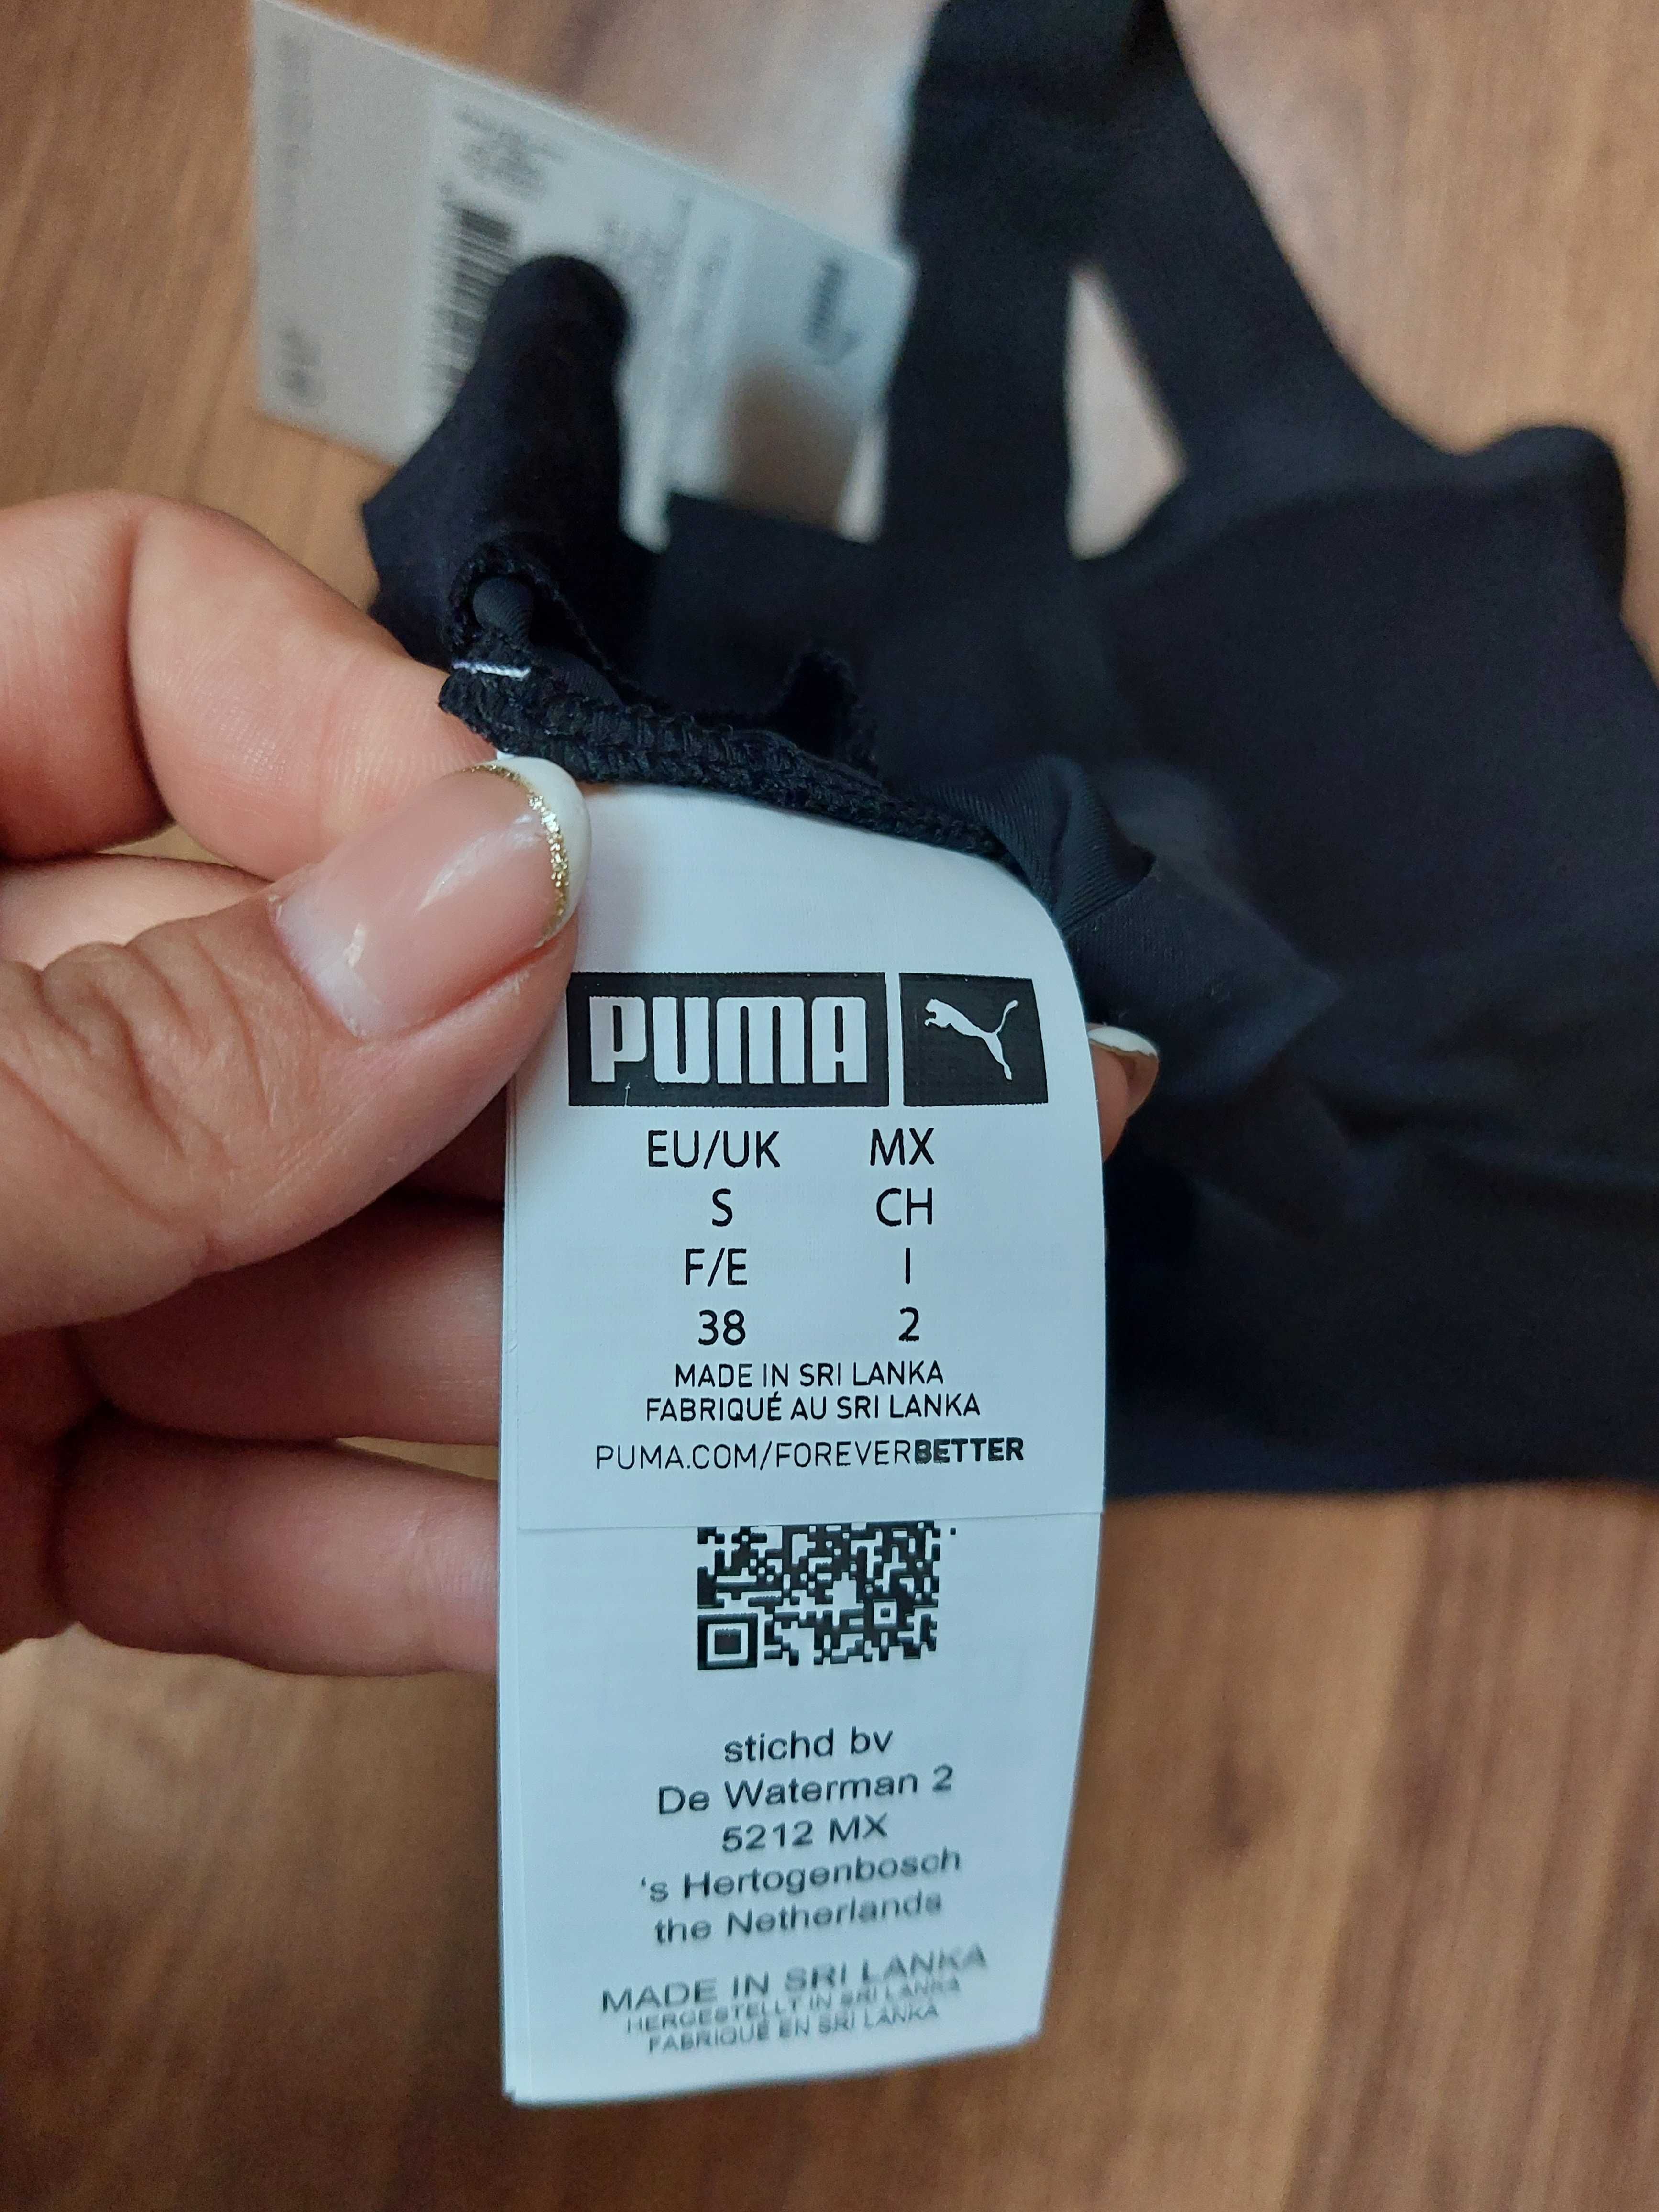 PUMA
EU/UK MX
S CH
F/E I
38 2
MADE IN SRI LANKA
FABRIQUÉ AU SRI LANKA
PUMA.COM/FOREVERBETTER
stichd bv
De Waterman 2
5212 MX
's Hertogenbosch
the Netherlands
MADE IN SRI LANKA
HERGESTELLT IN SRI LANKA
FABRIQUÉ EN SRI LANKA